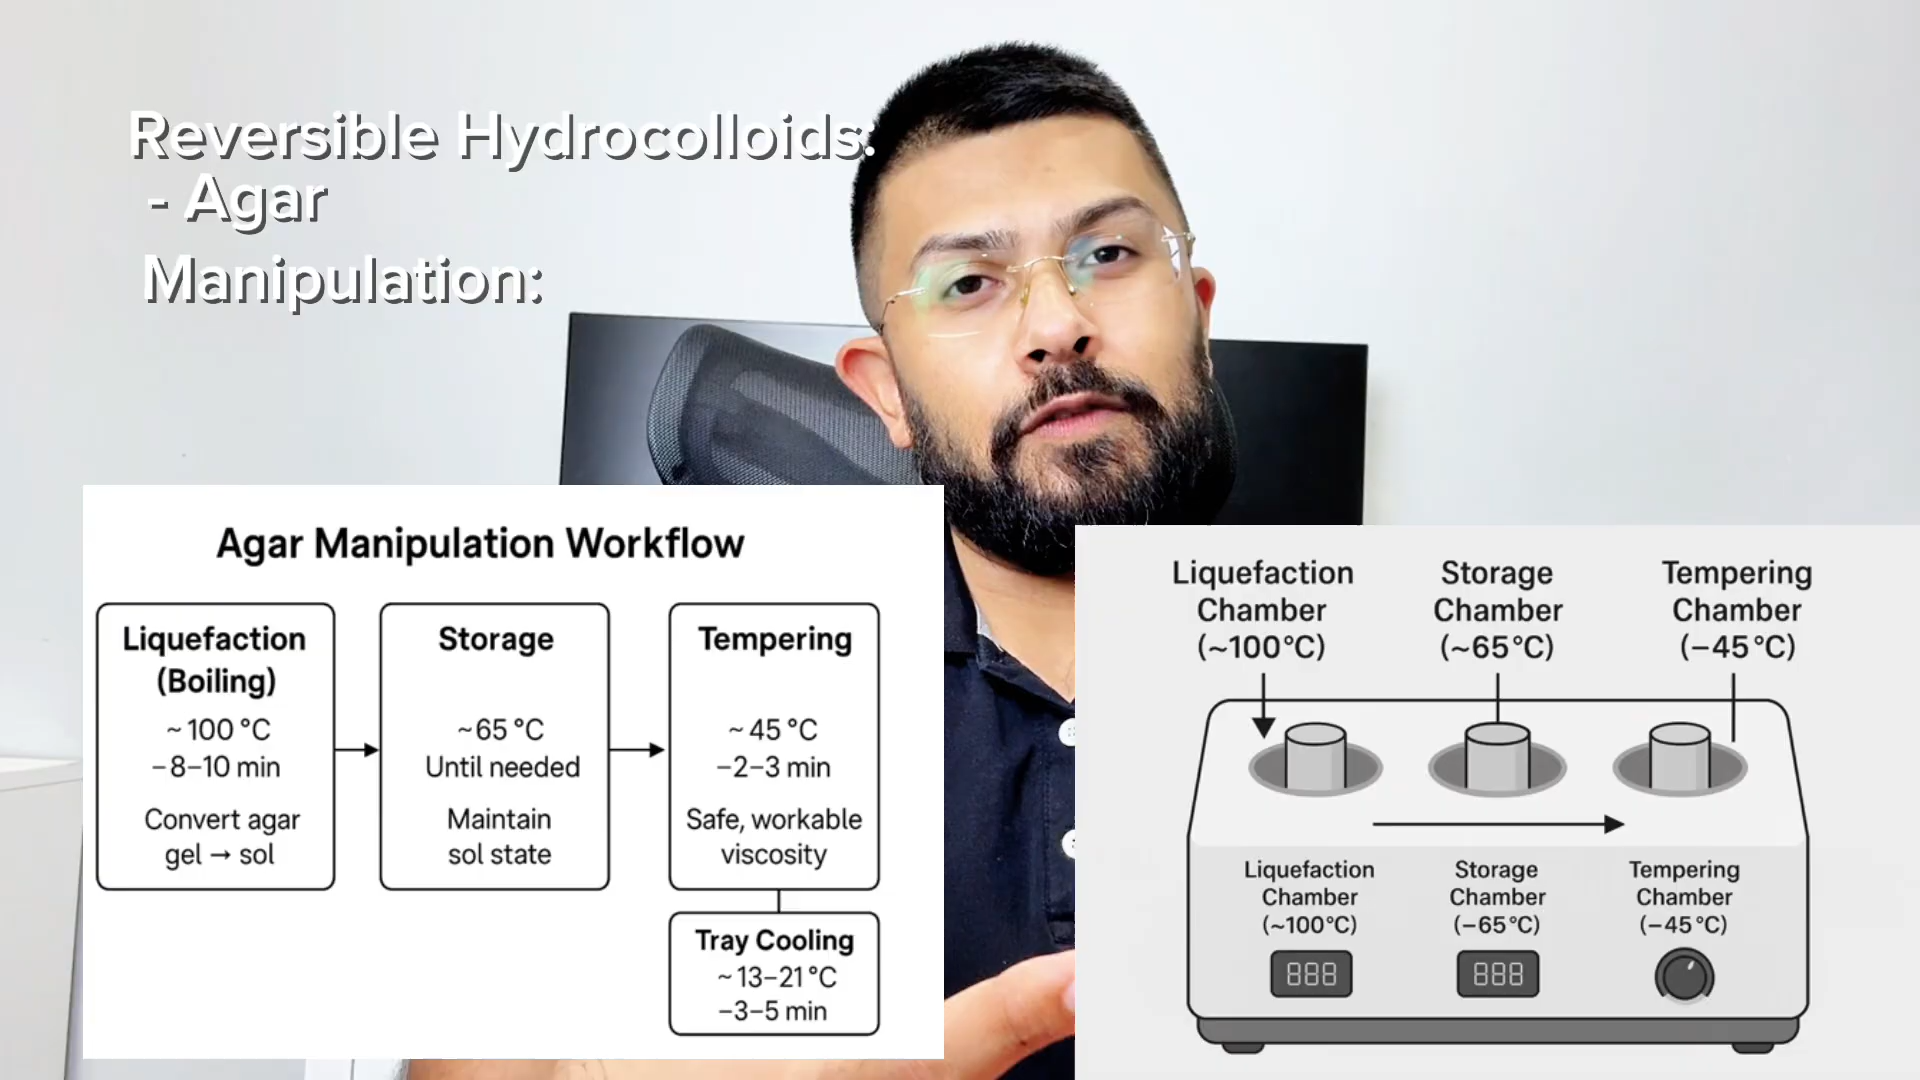 Reversible Hydrocolloids:
- Agar
Manipulation:
Agar Manipulation Workflow
Liquefaction
(Boiling)
~100 °C
–8–10 min
Convert agar
gel → sol
Storage
~65 °C
Until needed
Maintain
sol state
Tempering
~45 °C
–2–3 min
Safe, workable
viscosity
Tray Cooling
~13–21 °C
–3–5 min
Liquefaction
Chamber
(~100°C)
Storage
Chamber
(~65°C)
Tempering
Chamber
(–45°C)
Liquefaction
Chamber
(~100°C)
888
Storage
Chamber
(–65°C)
888
Tempering
Chamber
(–45°C)